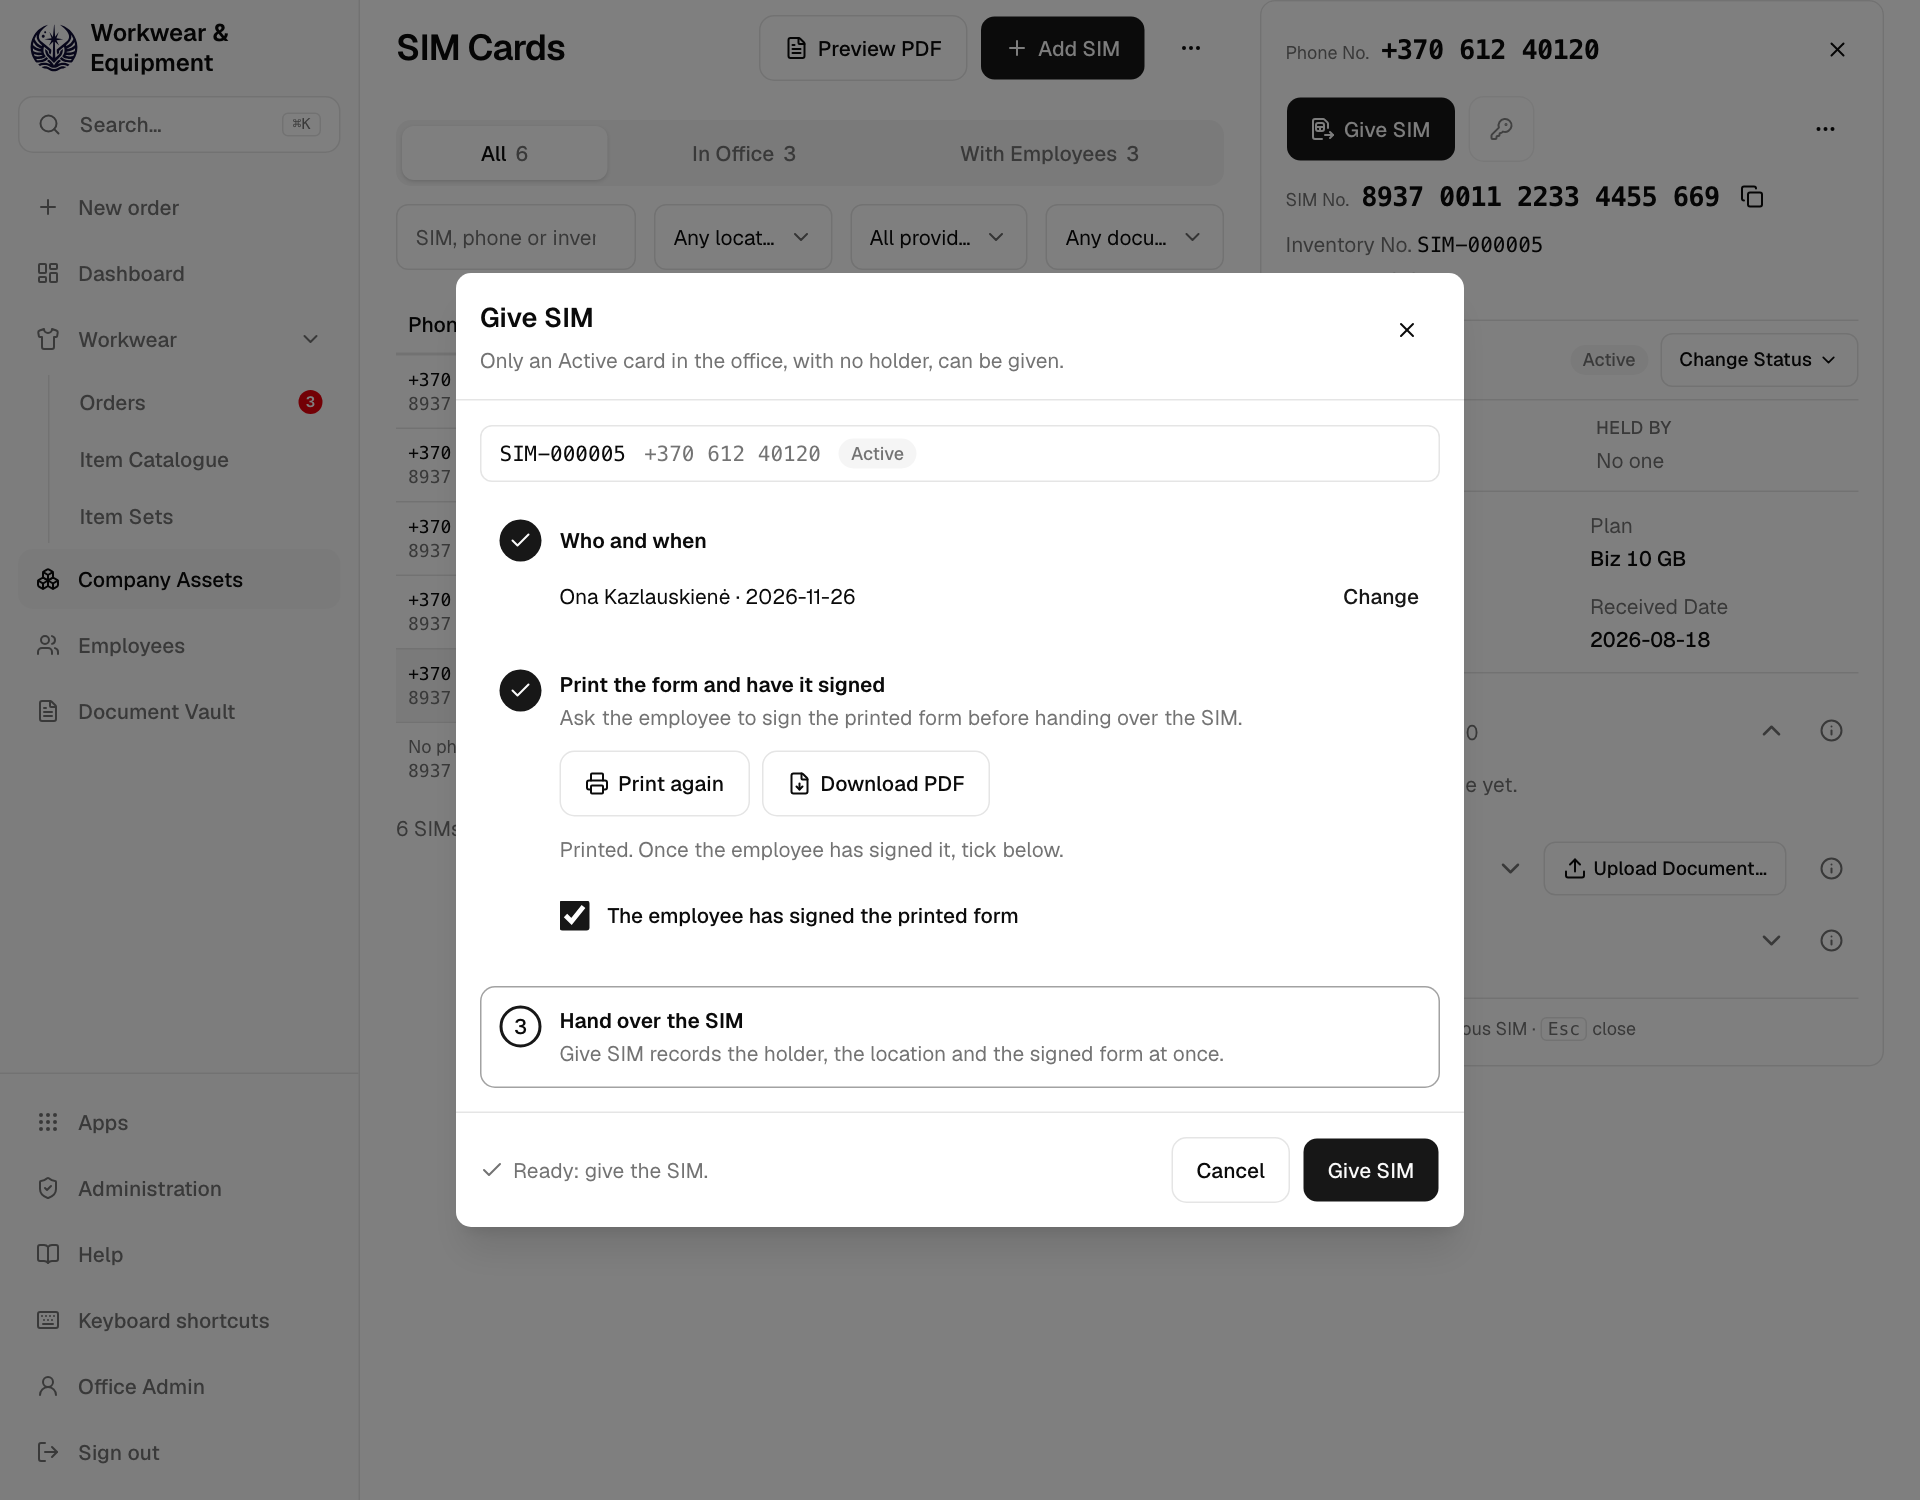 Workwear &
Equipment
Search...
⌘K
New order
Dashboard
Workwear
Orders
3
Item Catalogue
Item Sets
Company Assets
Employees
Document Vault
Apps
Administration
Help
Keyboard shortcuts
Office Admin
Sign out
SIM Cards
Preview PDF
Add SIM
All 6
In Office 3
With Employees 3
SIM, phone or inver
Any locat...
All provid...
Any docu...
Phon
+370
8937
+370
8937
+370
8937
+370
8937
+370
8937
No ph
8937
6 SIMs
Phone No. +370 612 40120
Give SIM
SIM No. 8937 0011 2233 4455 669
Inventory No. SIM-000005
Active
Change Status
HELD BY
No one
Plan
Biz 10 GB
Received Date
2026-08-18
0
e yet.
Upload Document...
ous SIM · Esc close
Give SIM
Only an Active card in the office, with no holder, can be given.
SIM-000005 +370 612 40120 Active
Who and when
Ona Kazlauskienė · 2026-11-26
Change
Print the form and have it signed
Ask the employee to sign the printed form before handing over the SIM.
Print again
Download PDF
Printed. Once the employee has signed it, tick below.
The employee has signed the printed form
3
Hand over the SIM
Give SIM records the holder, the location and the signed form at once.
Ready: give the SIM.
Cancel
Give SIM